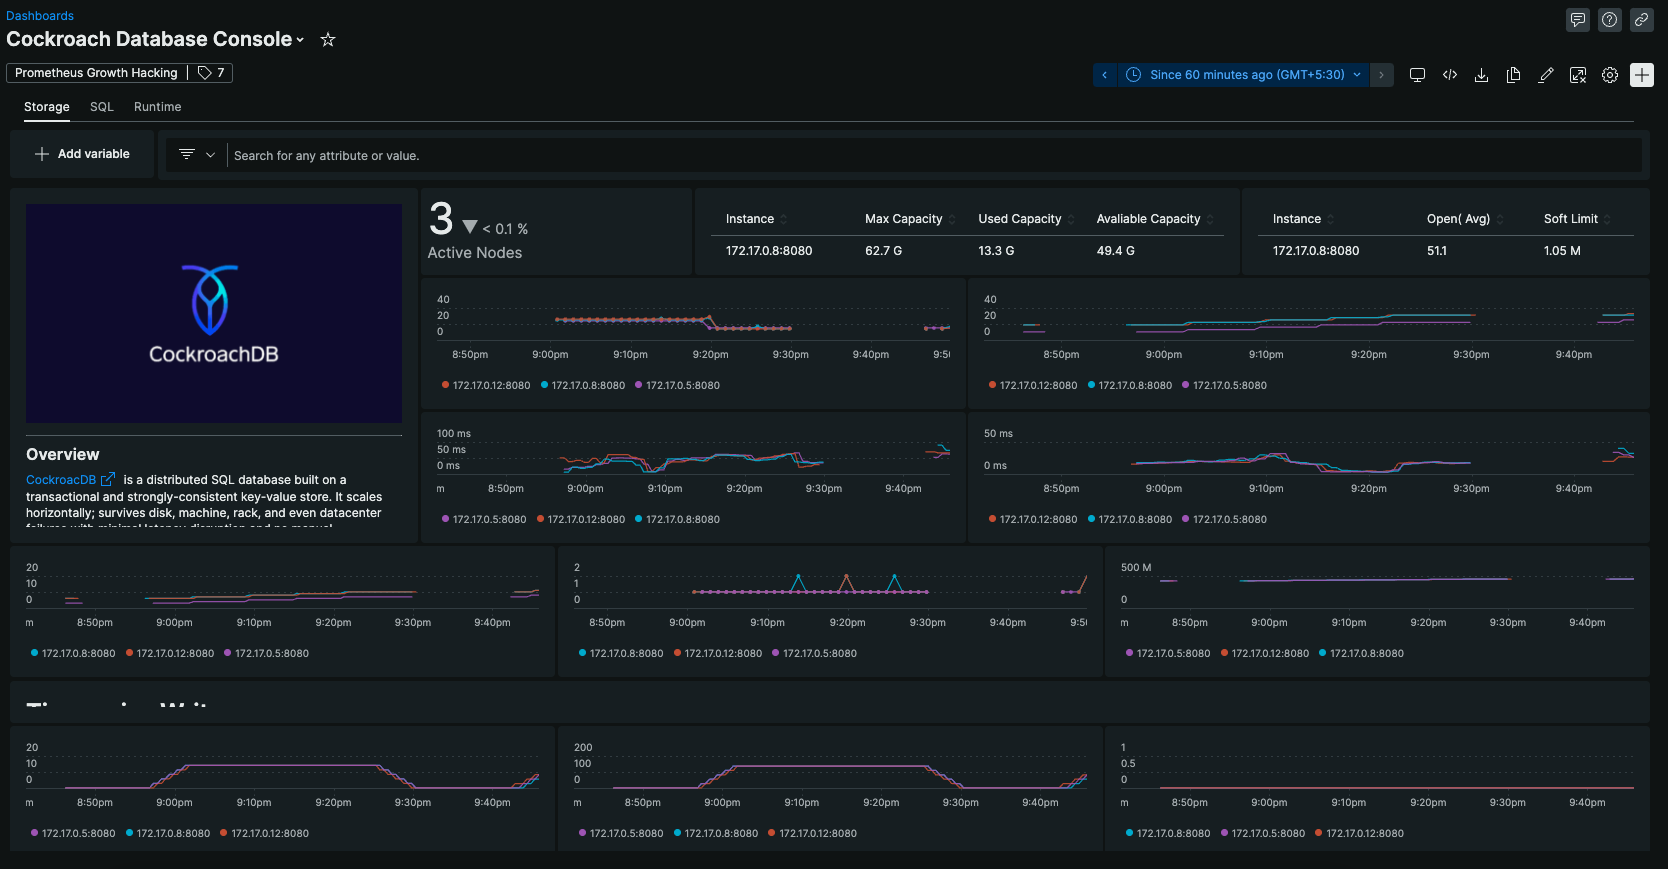 Dashboards
Cockroach Database Console
Prometheus Growth Hacking 7
Since 60 minutes ago (GMT+5:30)
Storage SQL Runtime
Add variable
Search for any attribute or value.
CockroachDB
Overview
CockroacDB is a distributed SQL database built on a
transactional and strongly-consistent key-value store. It scales
horizontally; survives disk, machine, rack, and even datacenter
failures with minimal latency disruption and no manual
3 < 0.1 %
Active Nodes
Instance Max Capacity Used Capacity Avaliable Capacity
172.17.0.8:8080 62.7 G 13.3 G 49.4 G
Instance Open( Avg) Soft Limit
172.17.0.8:8080 51.1 1.05 M
40
20
0
8:50pm 9:00pm 9:10pm 9:20pm 9:30pm 9:40pm 9:5
172.17.0.12:8080 172.17.0.8:8080 172.17.0.5:8080
40
20
0
8:50pm 9:00pm 9:10pm 9:20pm 9:30pm 9:40pm
172.17.0.12:8080 172.17.0.8:8080 172.17.0.5:8080
100 ms
50 ms
0 ms
m 8:50pm 9:00pm 9:10pm 9:20pm 9:30pm 9:40pm
172.17.0.5:8080 172.17.0.12:8080 172.17.0.8:8080
50 ms
0 ms
8:50pm 9:00pm 9:10pm 9:20pm 9:30pm 9:40pm
172.17.0.12:8080 172.17.0.8:8080 172.17.0.5:8080
20
10
0
m 8:50pm 9:00pm 9:10pm 9:20pm 9:30pm 9:40pm
172.17.0.8:8080 172.17.0.12:8080 172.17.0.5:8080
2
1
0
8:50pm 9:00pm 9:10pm 9:20pm 9:30pm 9:40pm 9:5
172.17.0.8:8080 172.17.0.12:8080 172.17.0.5:8080
500 M
0
m 8:50pm 9:00pm 9:10pm 9:20pm 9:30pm 9:40pm
172.17.0.5:8080 172.17.0.12:8080 172.17.0.8:8080
20
10
0
m 8:50pm 9:00pm 9:10pm 9:20pm 9:30pm 9:40pm
172.17.0.5:8080 172.17.0.8:8080 172.17.0.12:8080
200
100
0
m 8:50pm 9:00pm 9:10pm 9:20pm 9:30pm 9:40pm
172.17.0.5:8080 172.17.0.8:8080 172.17.0.12:8080
1
0.5
0
m 8:50pm 9:00pm 9:10pm 9:20pm 9:30pm 9:40pm
172.17.0.8:8080 172.17.0.5:8080 172.17.0.12:8080